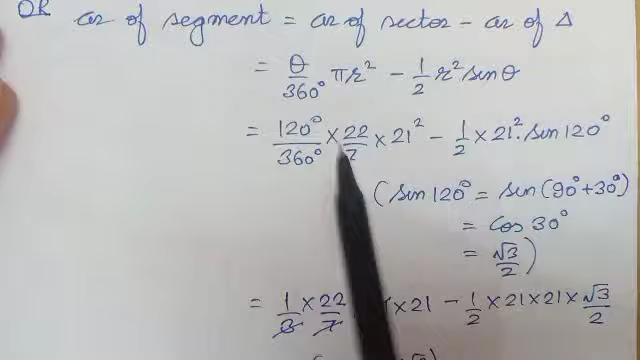 OR ar of segment = ar of sector - ar of Δ
= θ/360° πr² - 1/2 r² sinθ
= 120°/360° × 22/7 × 21² - 1/2 × 21². sin 120°
(sin 120° = sin(90°+30°)
= cos 30°
= √3/2)
= 1/3 × 22/7 × 21 - 1/2 × 21 × 21 × √3/2